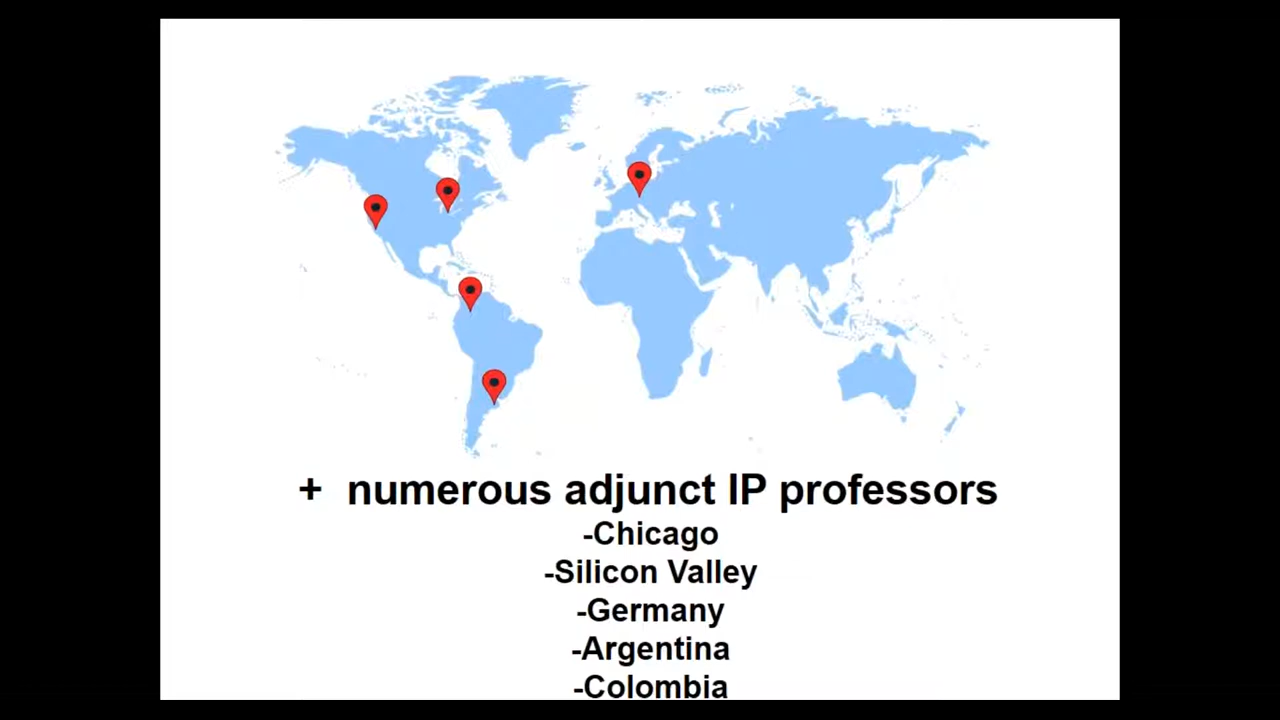 + numerous adjunct IP professors
-Chicago
-Silicon Valley
-Germany
-Argentina
-Colombia